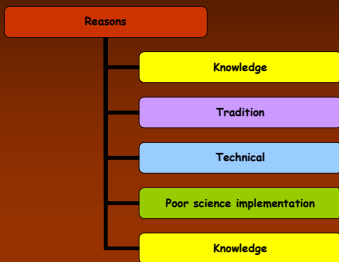 Reasons
Knowledge
Tradition
Technical
Poor science implementation
Knowledge